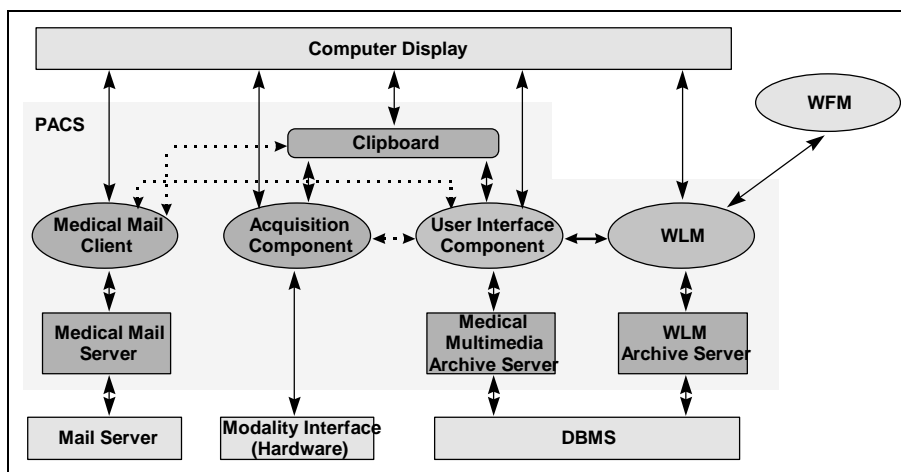 Computer Display
WFM
PACS
Clipboard
Medical Mail
Client
Acquisition
Component
User Interface
Component
WLM
Medical Mail
Server
Medical
Multimedia
Archive Server
WLM
Archive Server
Mail Server
Modality Interface
(Hardware)
DBMS